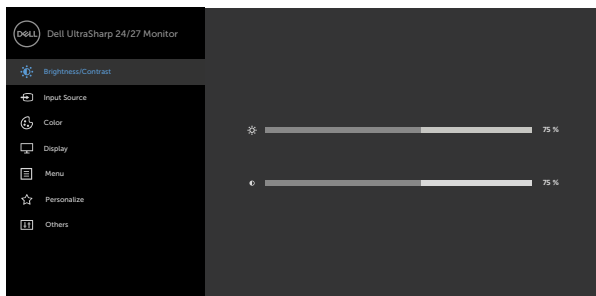 DELL
Dell UltraSharp 24/27 Monitor
Brightness/Contrast
Input Source
Color
75 %
Display
Menu
75 %
Personalize
Others